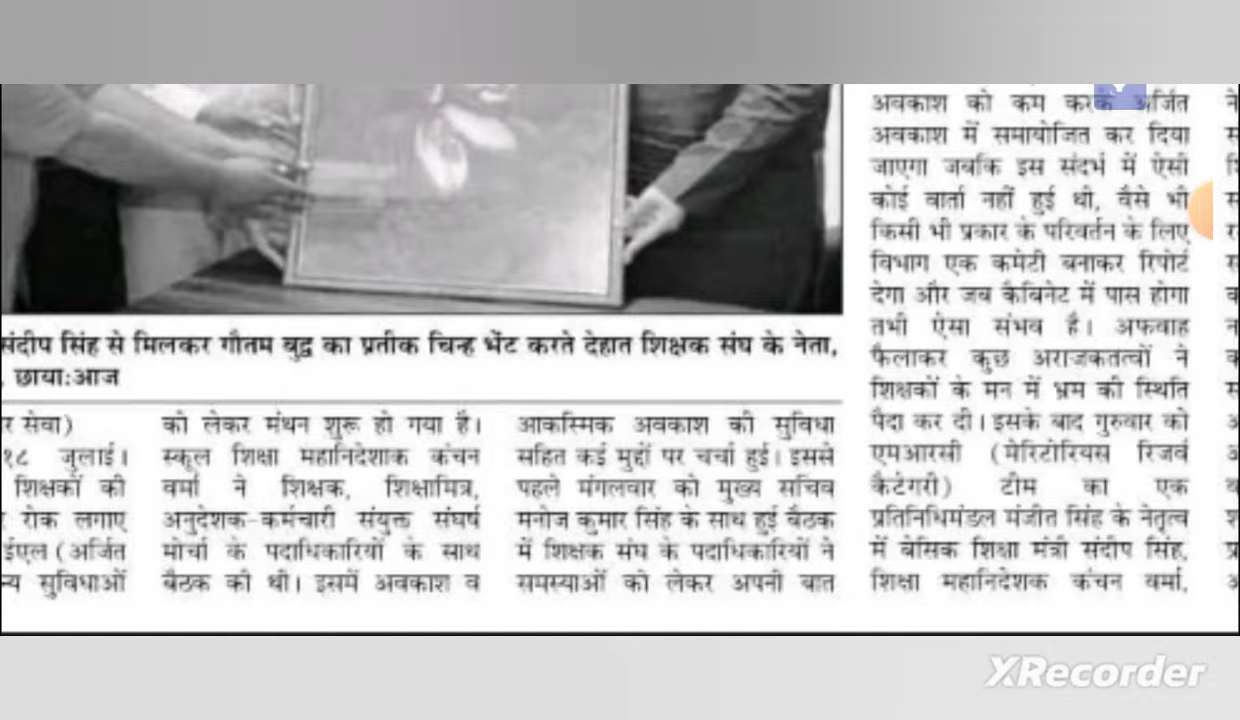 संदीप सिंह से मिलकर गौतम बुद्ध का प्रतीक चिन्ह भेंट करते देहात शिक्षक संघ के नेता,
. छाया:आज
र सेवा)
१८ जुलाई।
शिक्षकों की
रोक लगाए
ईएल (अर्जित
न्य सुविधाओं
को लेकर मंथन शुरू हो गया है।
स्कूल शिक्षा महानिदेशाक कंचन
वर्मा ने शिक्षक, शिक्षामित्र,
अनुदेशक-कर्मचारी संयुक्त संघर्ष
मोर्चा के पदाधिकारियों के साथ
बैठक की थी। इसमें अवकाश व
आकस्मिक अवकाश की सुविधा
सहित कई मुद्दों पर चर्चा हुई। इससे
पहले मंगलवार को मुख्य सचिव
मनोज कुमार सिंह के साथ हुई बैठक
में शिक्षक संघ के पदाधिकारियों ने
समस्याओं को लेकर अपनी बात
अवकाश को कम करके अर्जित
अवकाश में समायोजित कर दिया
जाएगा जबकि इस संदर्भ में ऐसी
कोई वार्ता नहीं हुई थी, वैसे भी
किसी भी प्रकार के परिवर्तन के लिए
विभाग एक कमेटी बनाकर रिपोर्ट
देगा और जब कैबिनेट में पास होगा
तभी ऐसा संभव है। अफवाह
फैलाकर कुछ अराजकतत्वों ने
शिक्षकों के मन में भ्रम की स्थिति
पैदा कर दी। इसके बाद गुरुवार को
एमआरसी (मेरिटोरियस रिजर्व
कैटेगरी) टीम का एक
प्रतिनिधिमंडल मंजीत सिंह के नेतृत्व
में बेसिक शिक्षा मंत्री संदीप सिंह,
शिक्षा महानिदेशक कंचन वर्मा,
XRecorder